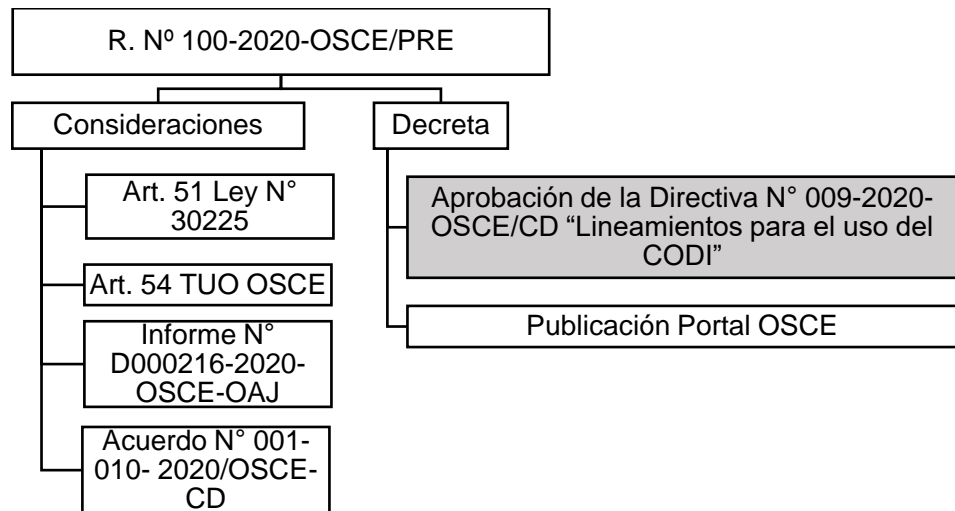 R. Nº 100-2020-OSCE/PRE
Consideraciones
Art. 51 Ley N°
30225
Art. 54 TUO OSCE
Informe N°
D000216-2020-
OSCE-OAJ
Acuerdo N° 001-
010- 2020/OSCE-
CD
Decreta
Aprobación de la Directiva N° 009-2020-
OSCE/CD “Lineamientos para el uso del
CODI”
Publicación Portal OSCE